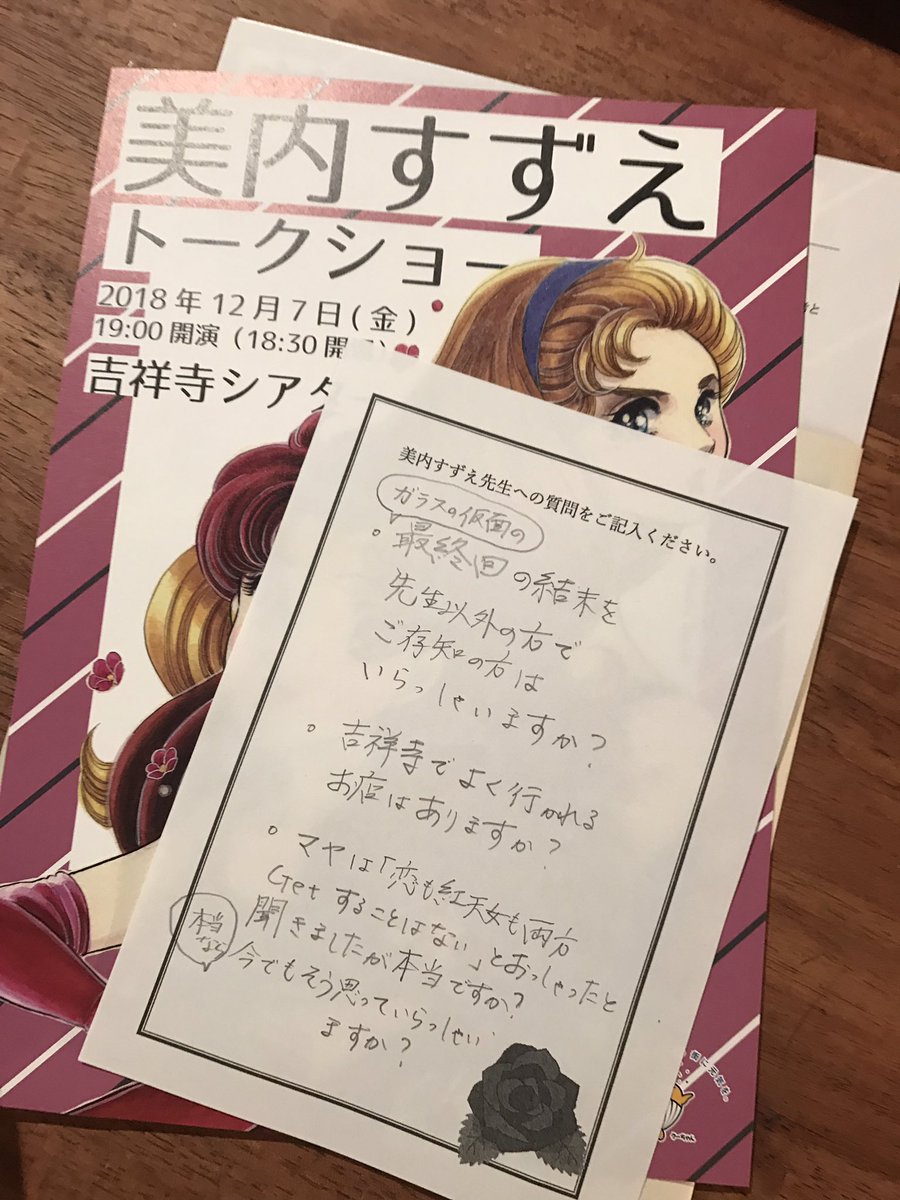 美内すずえ
トークショー
2018年12月7日(金)
19:00開演（18:30開
吉祥寺シアタ
美内すずえ先生への質問をご記入ください。
ガラスの仮面の
・最終回の結末を
先生以外の方で
ご存知の方は
いらっしゃいますか?
・吉祥寺でよく行かれる
お店はありますか?
・マヤは「恋も紅天女も両方
Getすることはない」とおっしゃったと
聞きましたが本当ですか?
本当なら
今でもそう思っていらっしゃい
ますか?